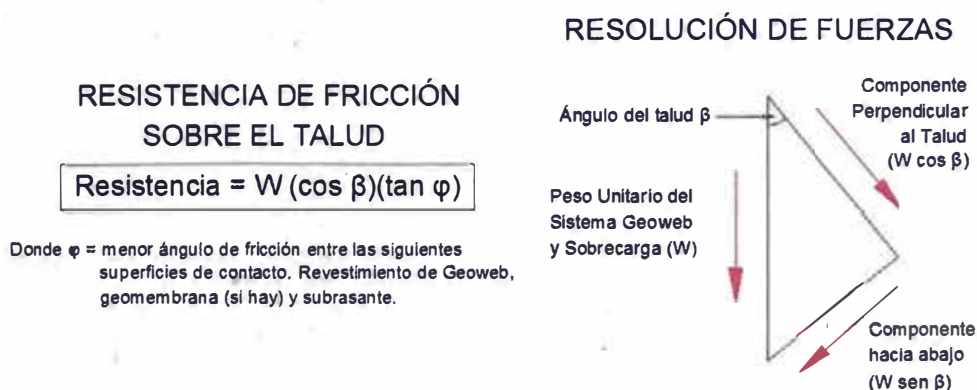 RESISTENCIA DE FRICCIÓN
SOBRE EL TALUD
Resistencia = W (cos β)(tan φ)
Donde φ = menor ángulo de fricción entre las siguientes
superficies de contacto. Revestimiento de Geoweb,
geomembrana (si hay) y subrasante.
RESOLUCIÓN DE FUERZAS
Ángulo del talud β
Componente
Perpendicular
al Talud
(W cos β)
Peso Unitario del
Sistema Geoweb
y Sobrecarga (W)
Componente
hacia abajo
(W sen β)